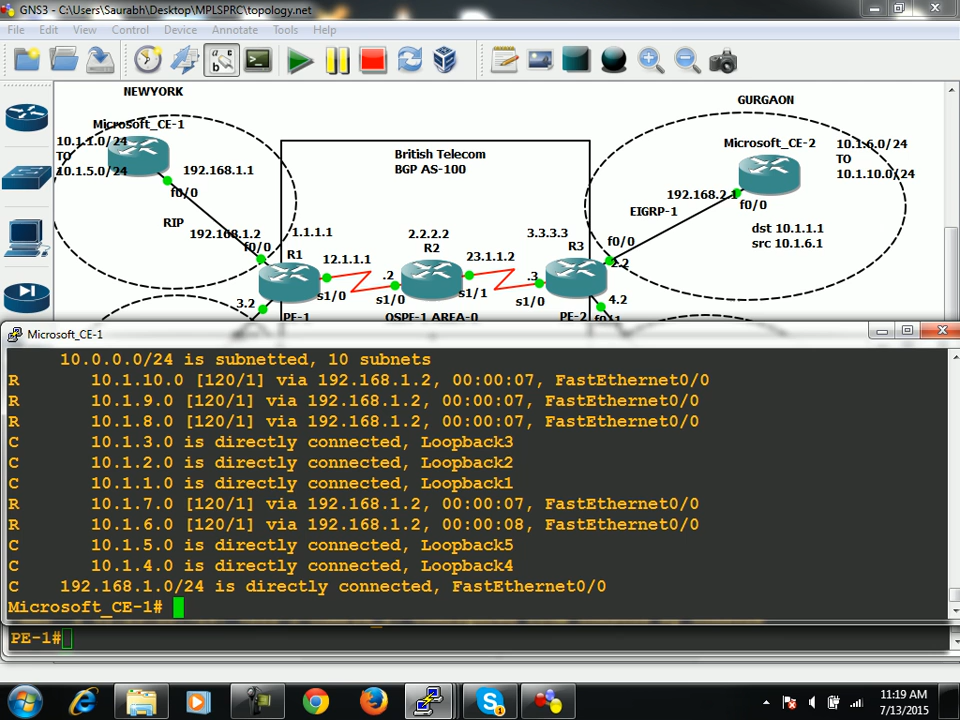 GNS3 - C:\Users\Saurabh\Desktop\MPLSPRC\topology.net
File Edit View Control Device Annotate Tools Help
NEWYORK
GURGAON
Microsoft_CE-1
10.1.1.0/24
TO
10.1.5.0/24
192.168.1.1
f0/0
RIP
192.168.1.2
f0/0
British Telecom
BGP AS-100
Microsoft_CE-2
10.1.6.0/24
TO
10.1.10.0/24
192.168.2.1
f0/0
EIGRP-1
dst 10.1.1.1
src 10.1.6.1
1.1.1.1
R1
12.1.1.1
s1/0
3.2
PE-1
2.2.2.2
R2
.2
s1/0
23.1.1.2
s1/1
OSPF-1 AREA-0
3.3.3.3
R3
.3
s1/0
f0/0
2.2
4.2
PE-2
Microsoft_CE-1
10.0.0.0/24 is subnetted, 10 subnets
R 10.1.10.0 [120/1] via 192.168.1.2, 00:00:07, FastEthernet0/0
R 10.1.9.0 [120/1] via 192.168.1.2, 00:00:07, FastEthernet0/0
R 10.1.8.0 [120/1] via 192.168.1.2, 00:00:07, FastEthernet0/0
C 10.1.3.0 is directly connected, Loopback3
C 10.1.2.0 is directly connected, Loopback2
C 10.1.1.0 is directly connected, Loopback1
R 10.1.7.0 [120/1] via 192.168.1.2, 00:00:07, FastEthernet0/0
R 10.1.6.0 [120/1] via 192.168.1.2, 00:00:08, FastEthernet0/0
C 10.1.5.0 is directly connected, Loopback5
C 10.1.4.0 is directly connected, Loopback4
C 192.168.1.0/24 is directly connected, FastEthernet0/0
Microsoft_CE-1#
PE-1#
11:19 AM
7/13/2015